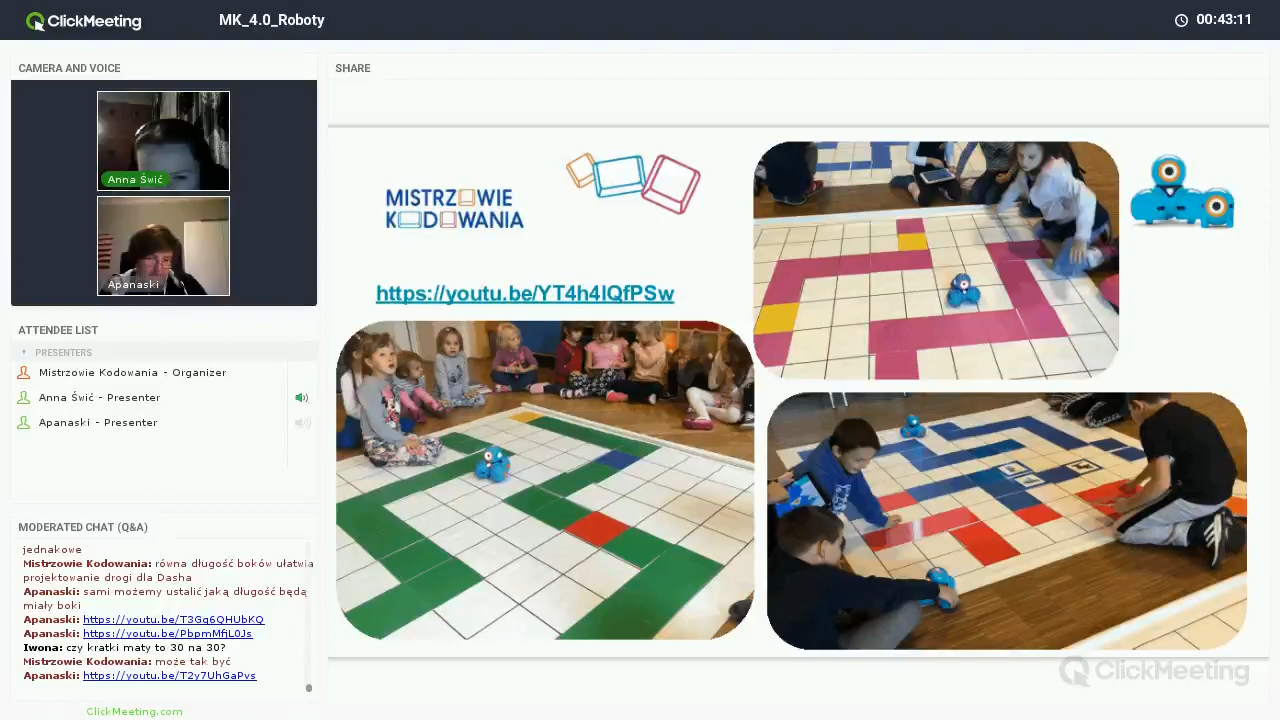 ClickMeeting
MK_4.0_Roboty
00:43:11
CAMERA AND VOICE
Anna Świć
Apanaski
ATTENDEE LIST
PRESENTERS
Mistrzowie Kodowania - Organizer
Anna Świć - Presenter
Apanaski - Presenter
MODERATED CHAT (Q&A)
jednakowe
Mistrzowie Kodowania: równa długość boków ułatwia
projektowanie drogi dla Dasha
Apanaski: sami możemy ustalić jaką długość będą
miały boki
Apanaski: https://youtu.be/T3Gq6QHUbKQ
Apanaski: https://youtu.be/PbpmMfjL0Js
Iwona: czy kratki maty to 30 na 30?
Mistrzowie Kodowania: może tak być
Apanaski: https://youtu.be/T2y7UhGaPvs
ClickMeeting.com
SHARE
MISTRZOWIE
KODOWANIA
https://youtu.be/YT4h4IQfPSw
ClickMeeting